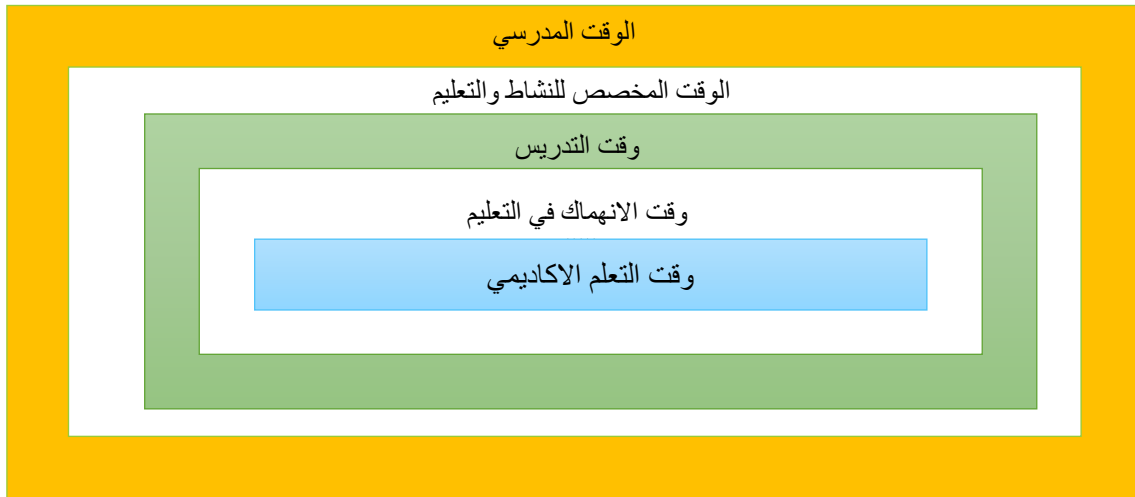 الوقت المدرسي
الوقت المخصص للنشاط والتعليم
وقت التدريس
وقت الانهماك في التعليم
وقت التعلم الاكاديمي